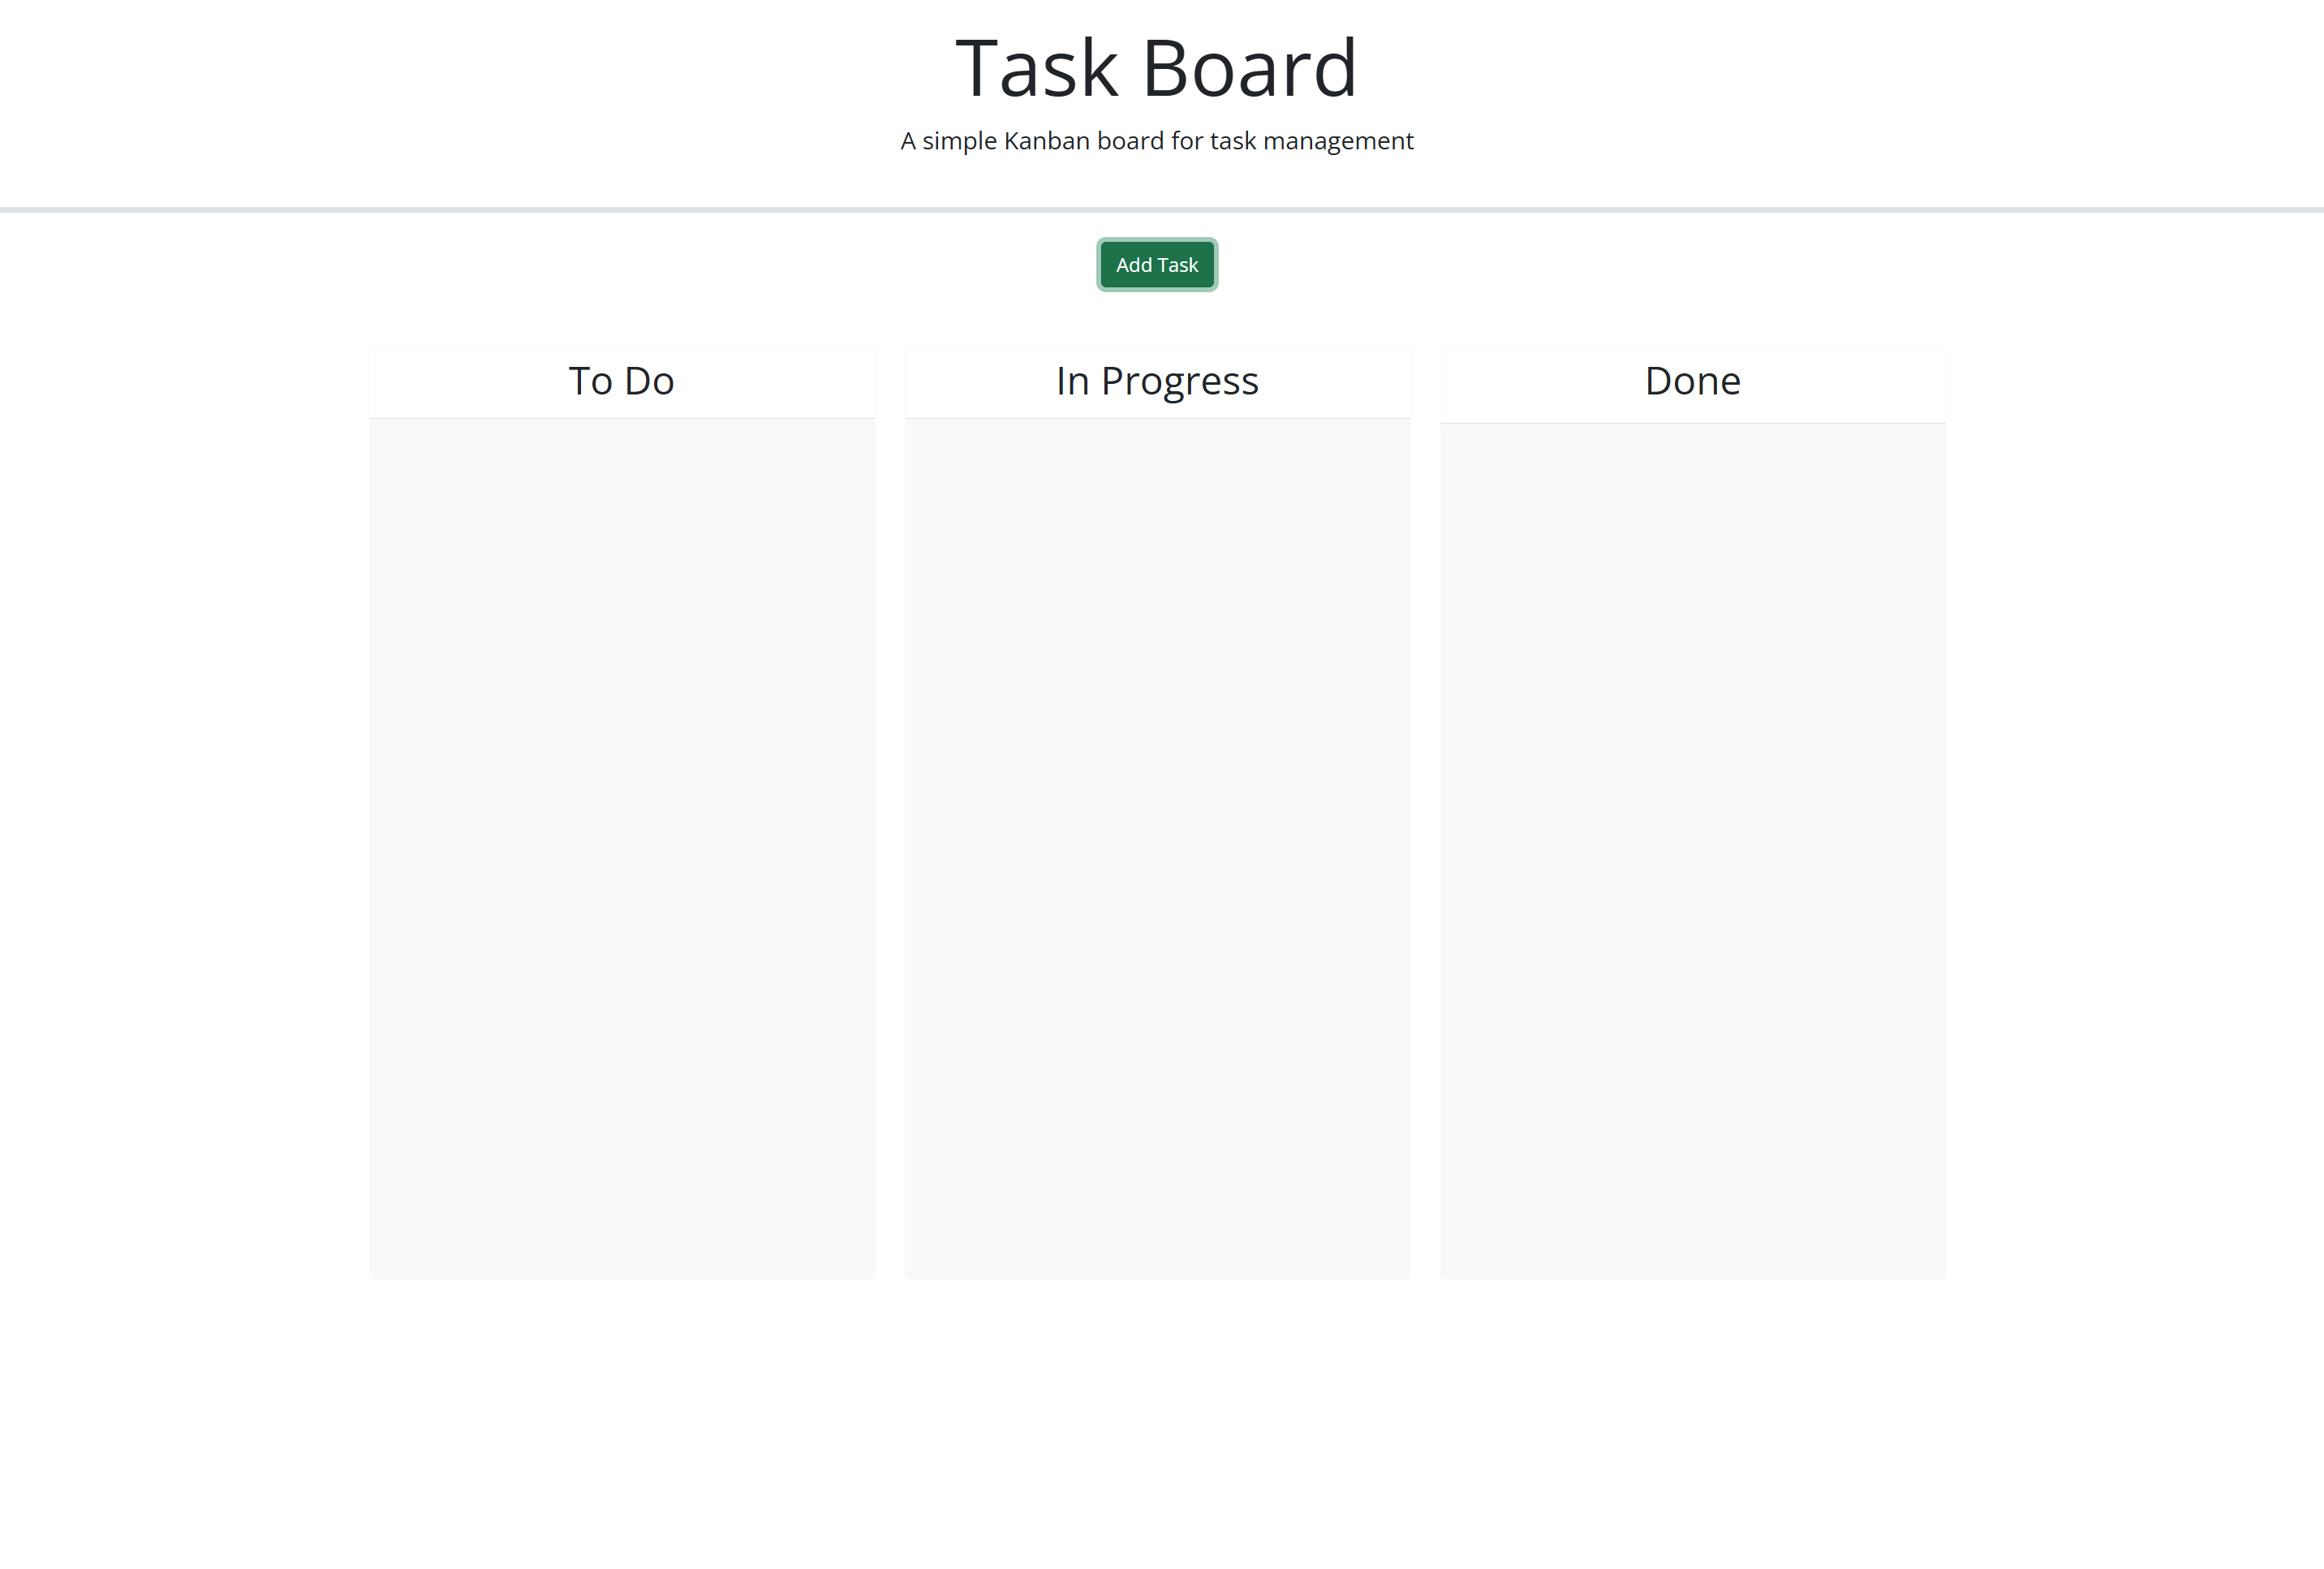 Task Board
A simple Kanban board for task management
Add Task
To Do
In Progress
Done